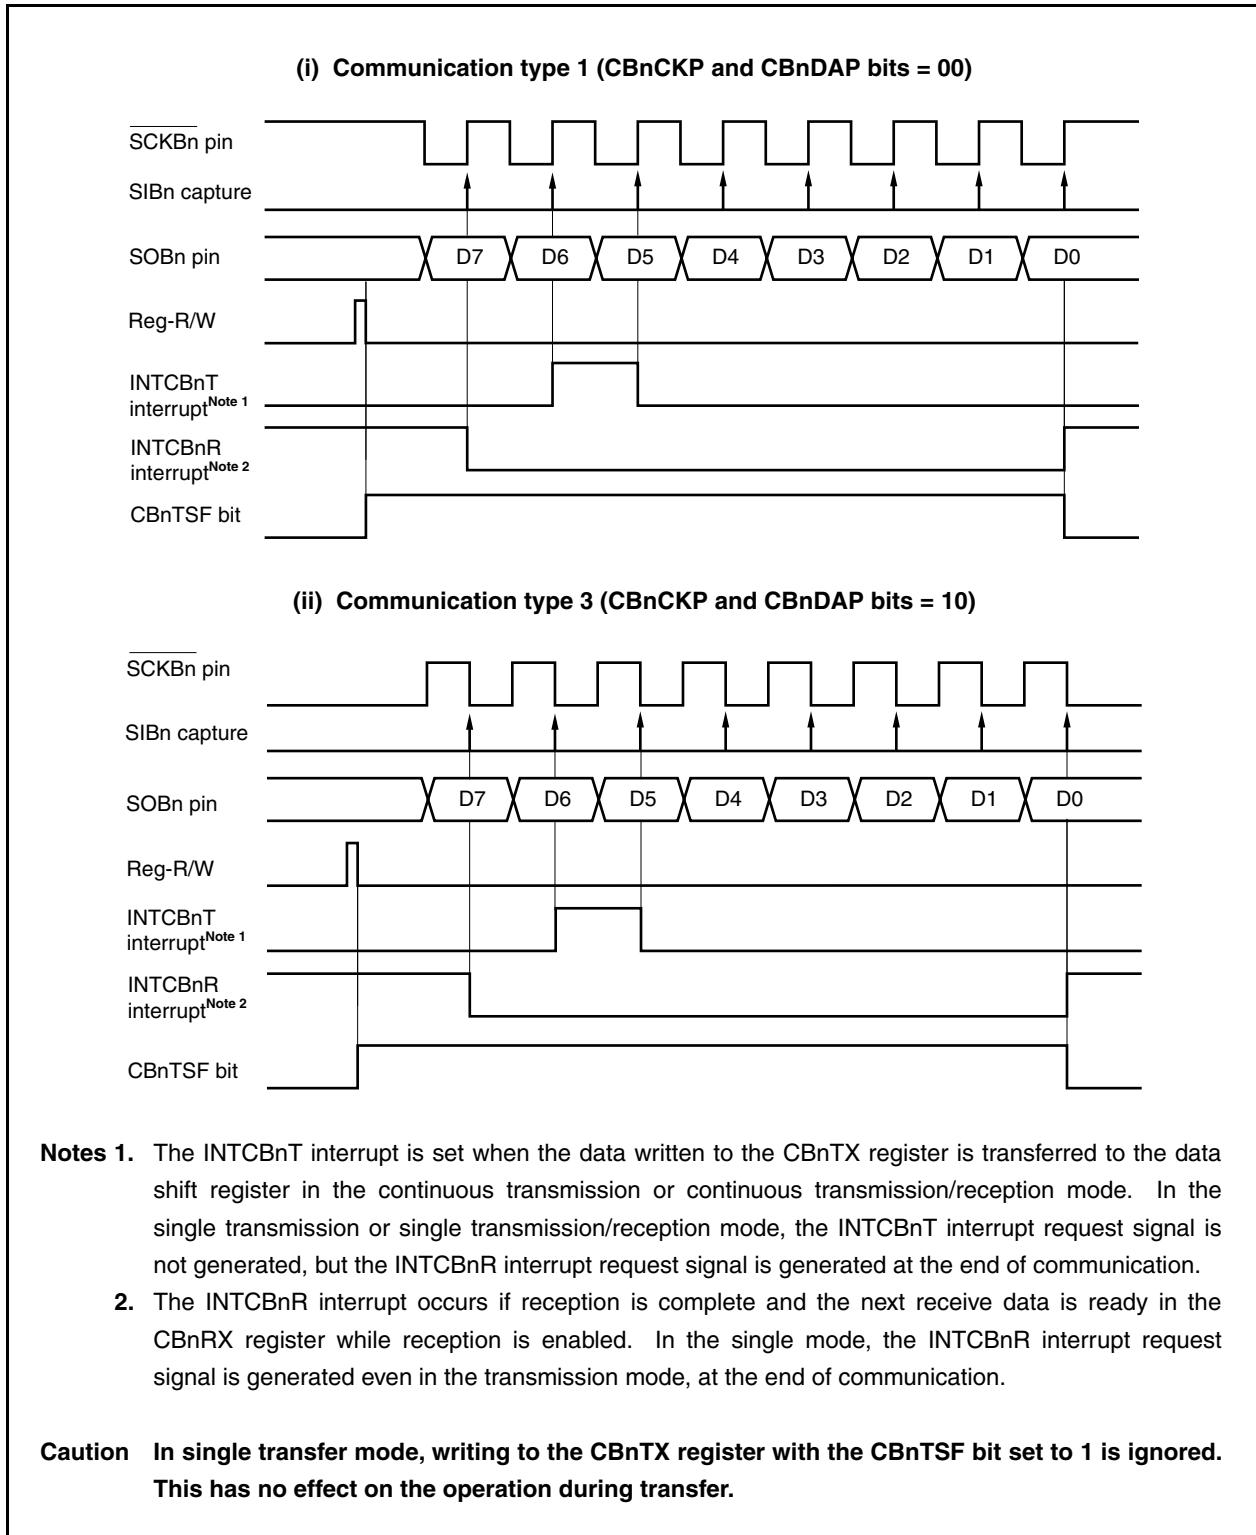 (i) Communication type 1 (CBnCKP and CBnDAP bits = 00)
SCKBn pin
SIBn capture
SOBn pin D7 D6 D5 D4 D3 D2 D1 D0
Reg-R/W
INTCBnT
interruptNote 1
INTCBnR
interruptNote 2
CBnTSF bit
(ii) Communication type 3 (CBnCKP and CBnDAP bits = 10)
SCKBn pin
SIBn capture
SOBn pin D7 D6 D5 D4 D3 D2 D1 D0
Reg-R/W
INTCBnT
interruptNote 1
INTCBnR
interruptNote 2
CBnTSF bit
Notes 1. The INTCBnT interrupt is set when the data written to the CBnTX register is transferred to the data
shift register in the continuous transmission or continuous transmission/reception mode. In the
single transmission or single transmission/reception mode, the INTCBnT interrupt request signal is
not generated, but the INTCBnR interrupt request signal is generated at the end of communication.
2. The INTCBnR interrupt occurs if reception is complete and the next receive data is ready in the
CBnRX register while reception is enabled. In the single mode, the INTCBnR interrupt request
signal is generated even in the transmission mode, at the end of communication.
Caution In single transfer mode, writing to the CBnTX register with the CBnTSF bit set to 1 is ignored.
This has no effect on the operation during transfer.